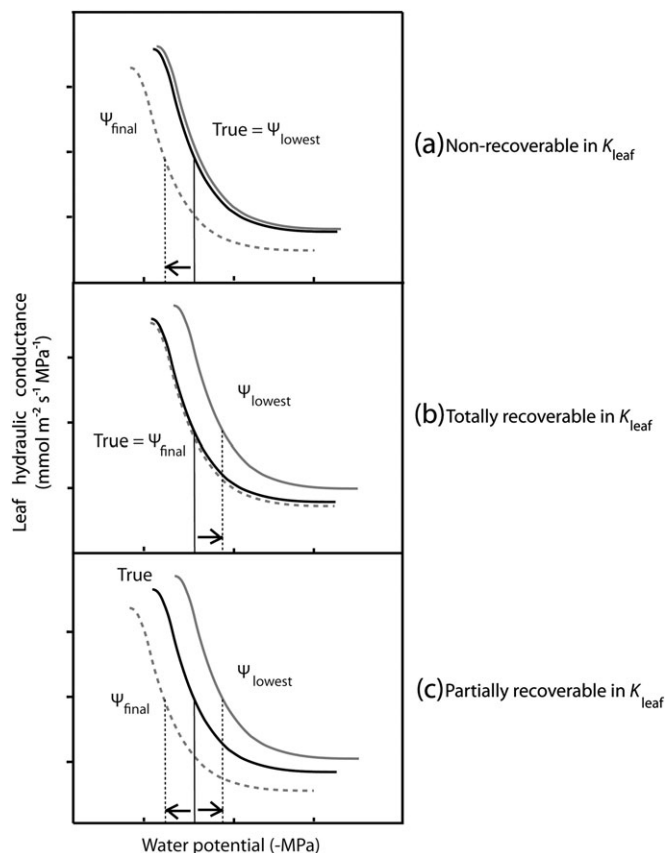 Ψfinal
True = Ψlowest
(a) Non-recoverable in Kleaf
Ψlowest
True = Ψfinal
(b) Totally recoverable in Kleaf
True
Ψlowest
Ψfinal
(c) Partially recoverable in Kleaf
Leaf hydraulic conductance
(mmol m⁻² s⁻¹ MPa⁻¹)
Water potential (-MPa)